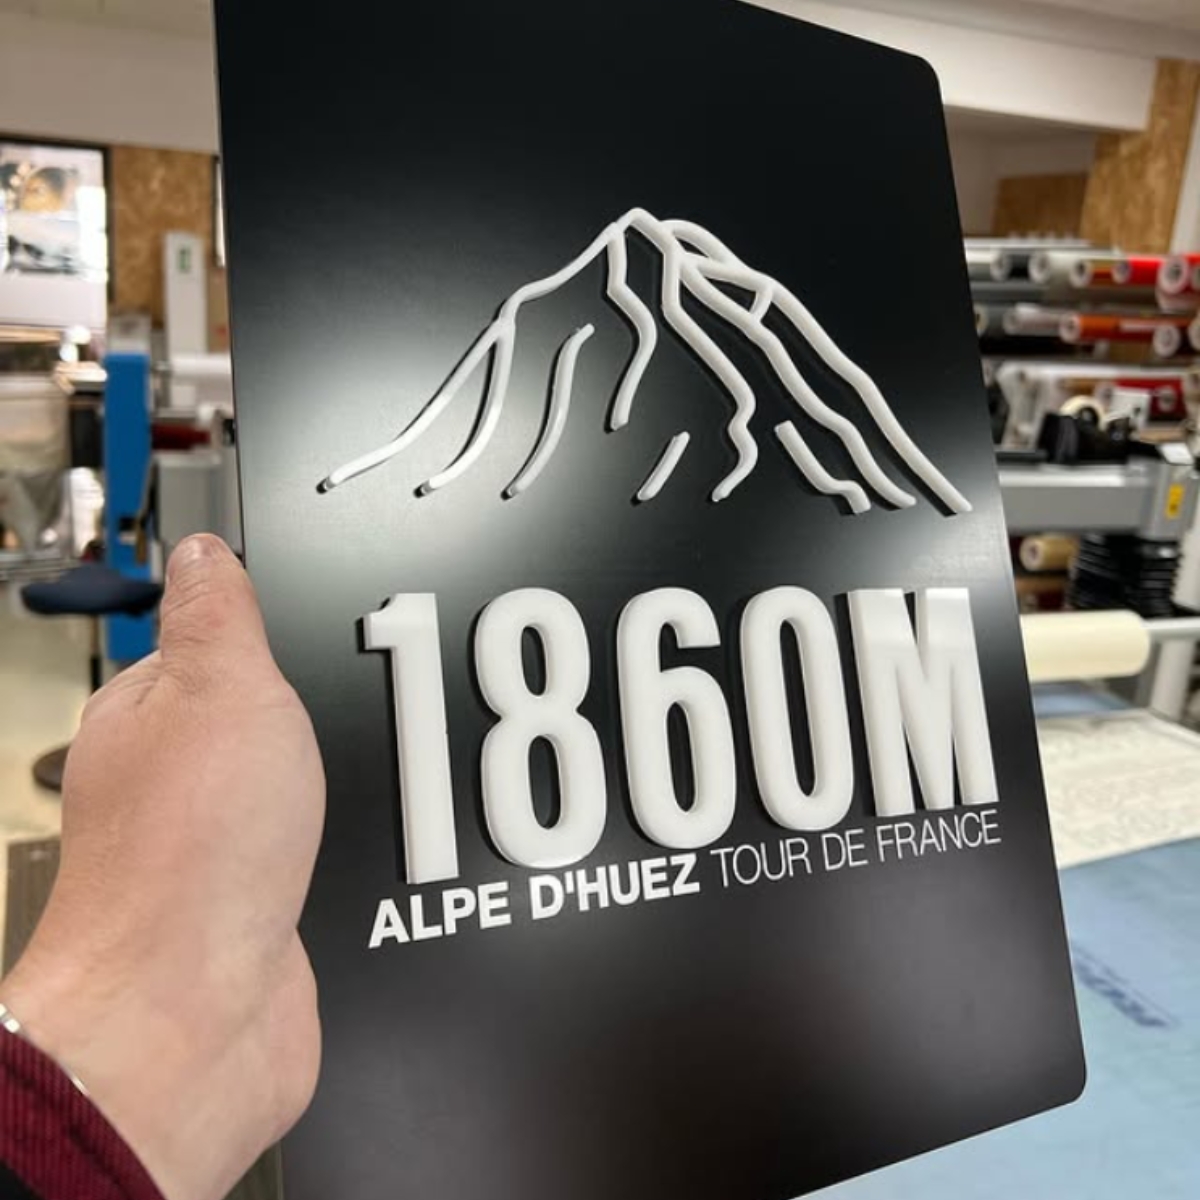 1860M
ALPE D'HUEZ TOUR DE FRANCE